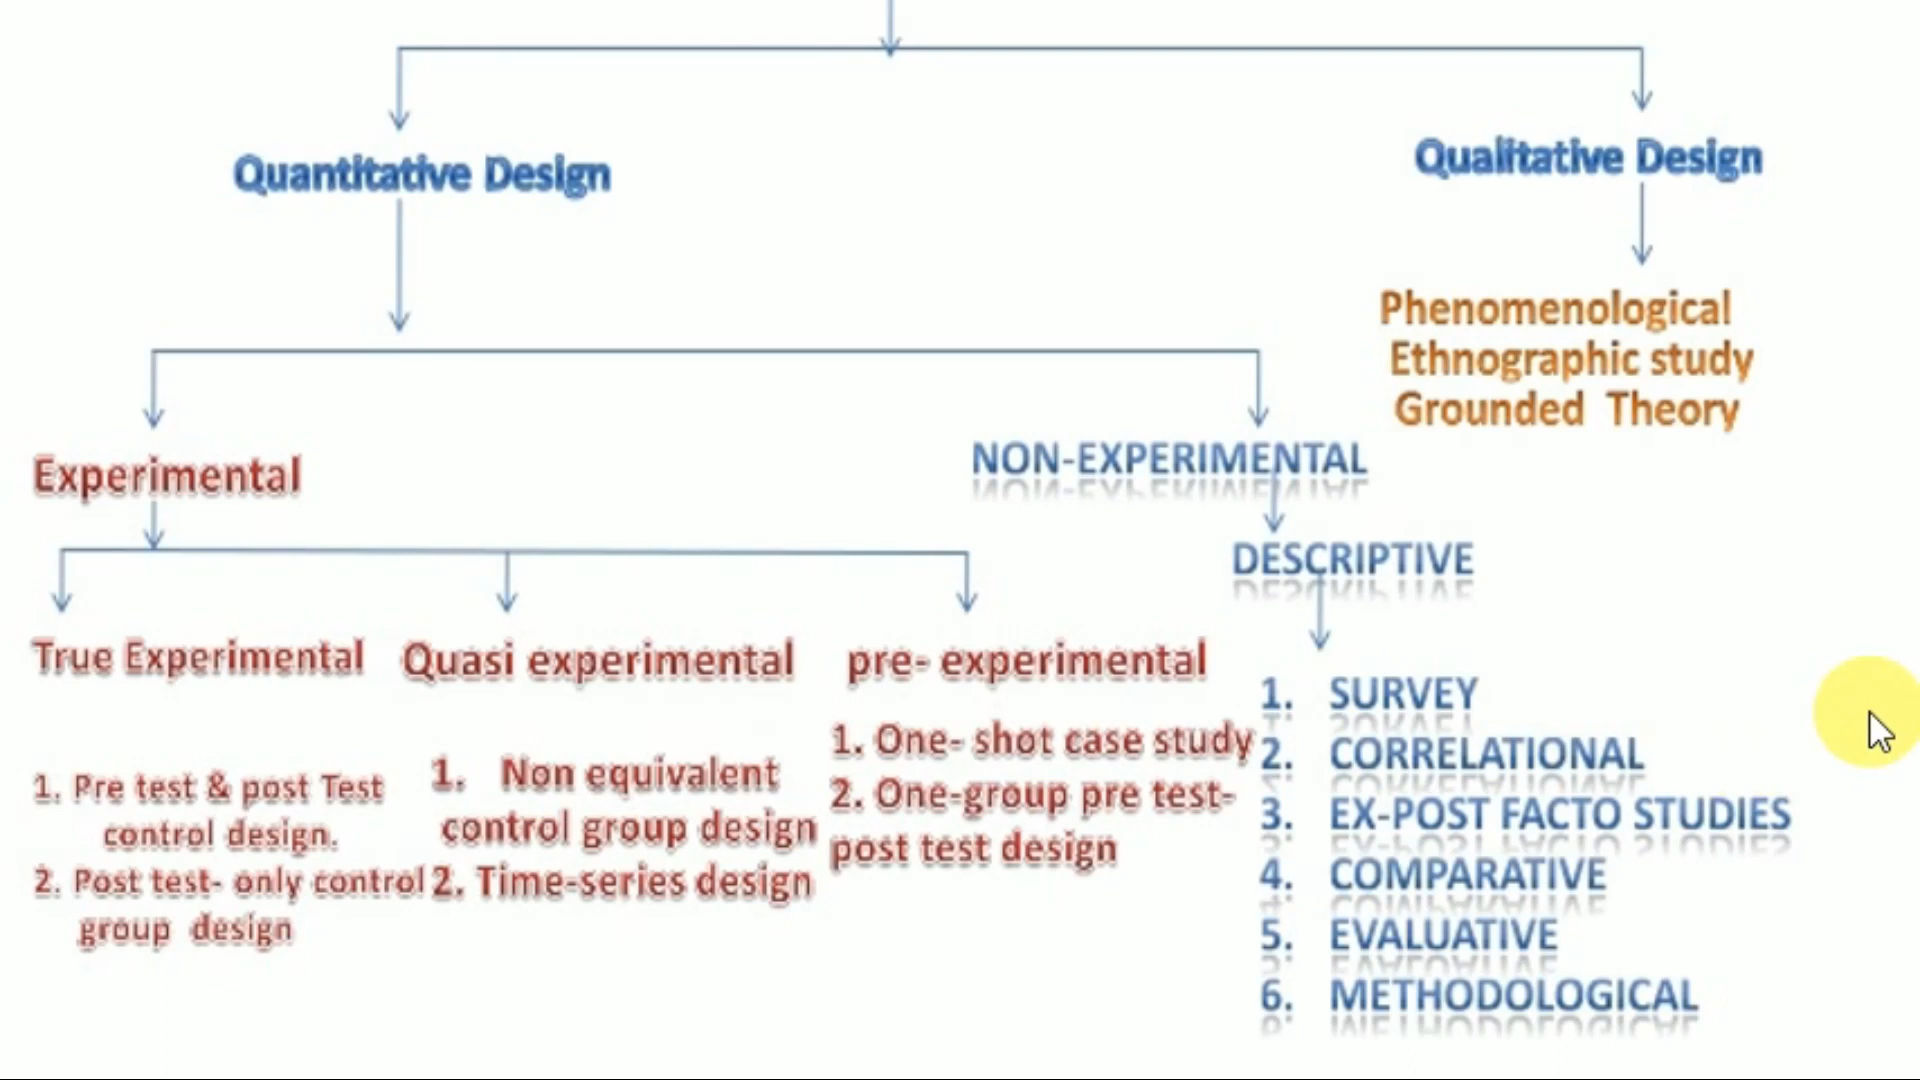 Quantitative Design
Qualitative Design
Phenomenological
Ethnographic study
Grounded Theory
Experimental
NON-EXPERIMENTAL
DESCRIPTIVE
True Experimental
1. Pre test & post Test
control design.
2. Post test- only control
group design
Quasi experimental
1. Non equivalent
control group design
2. Time-series design
pre- experimental
1. One- shot case study
2. One-group pre test-
post test design
1. SURVEY
2. CORRELATIONAL
3. EX-POST FACTO STUDIES
4. COMPARATIVE
5. EVALUATIVE
6. METHODOLOGICAL